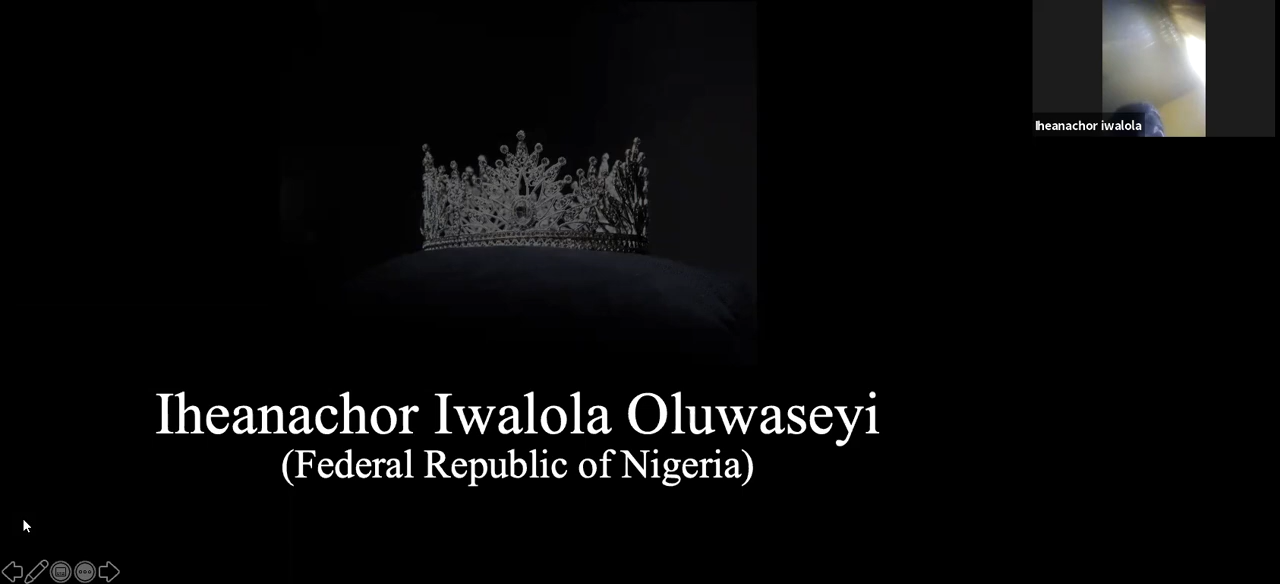 Iheanachor iwalola
Iheanachor Iwalola Oluwaseyi
(Federal Republic of Nigeria)